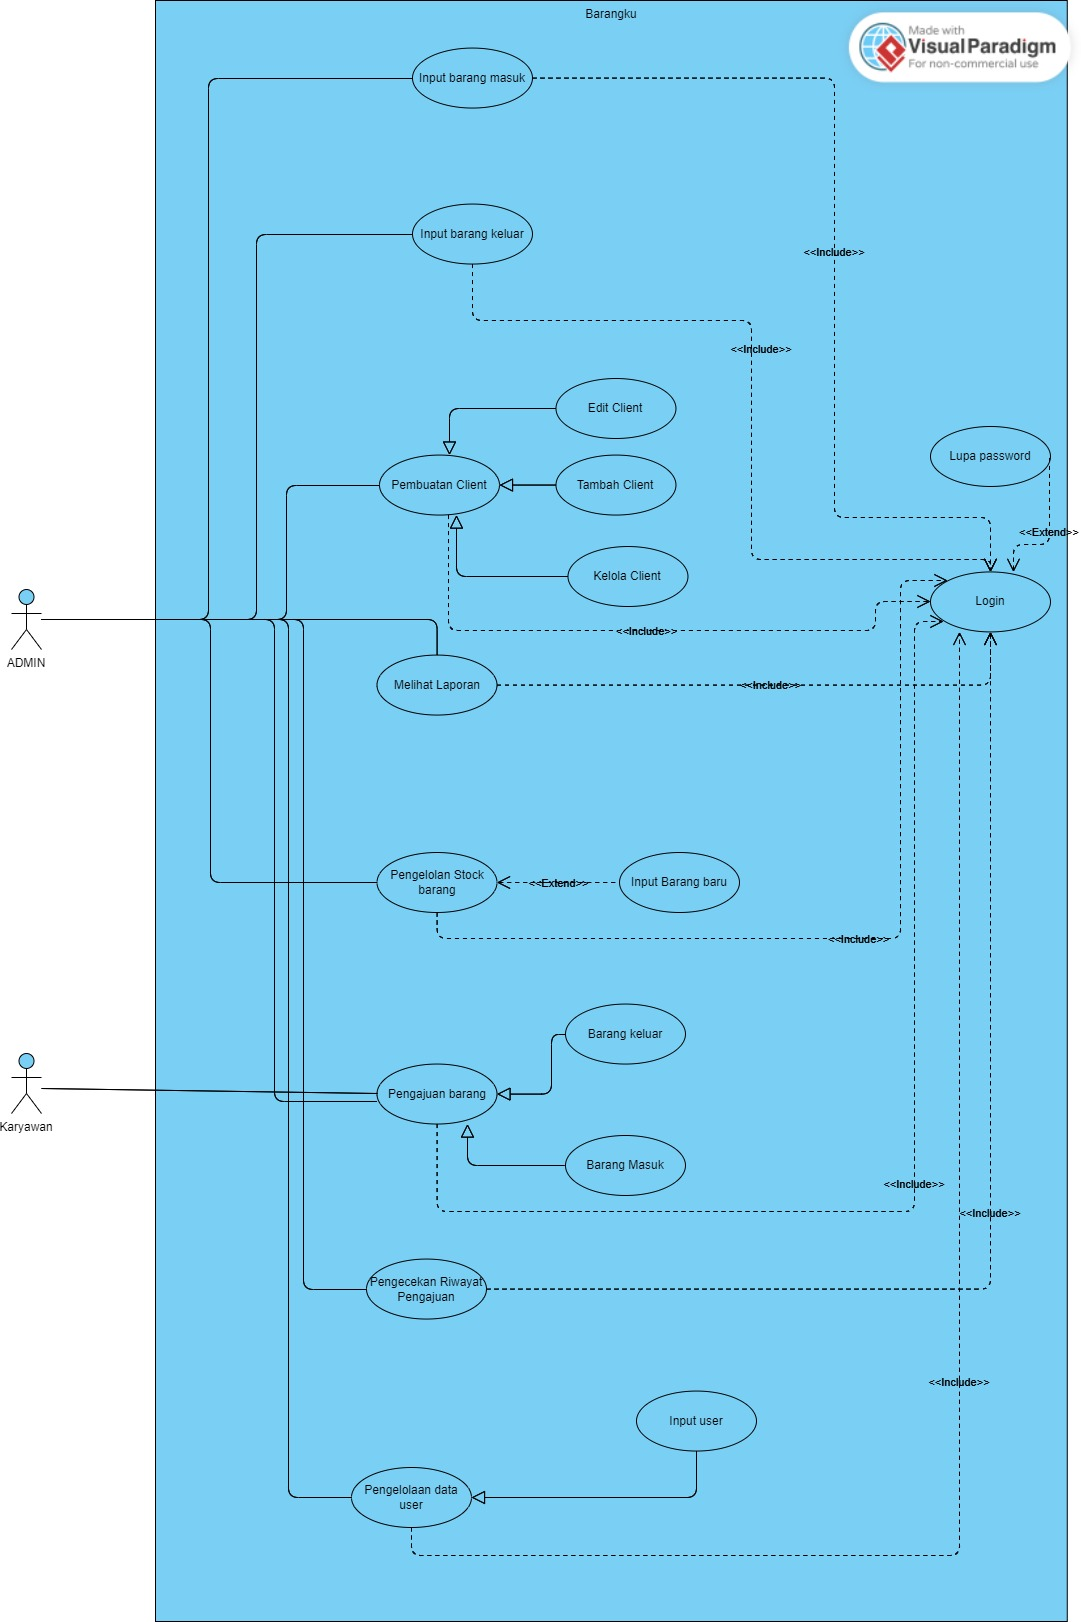 Barangku
Made with
VisualParadigm
For non-commercial use
Input barang masuk
Input barang keluar
<<Include>>
<<Include>>
Edit Client
Lupa password
Pembuatan Client
Tambah Client
<<Extend>>
Kelola Client
Login
<<Include>>
ADMIN
Melihat Laporan
<<Include>>
Pengelolan Stock
barang
<<Extend>>
Input Barang baru
<<Include>>
Barang keluar
Pengajuan barang
Karyawan
Barang Masuk
<<Include>>
<<Include>>
Pengecekan Riwayat
Pengajuan
<<Include>>
Input user
Pengelolaan data
user